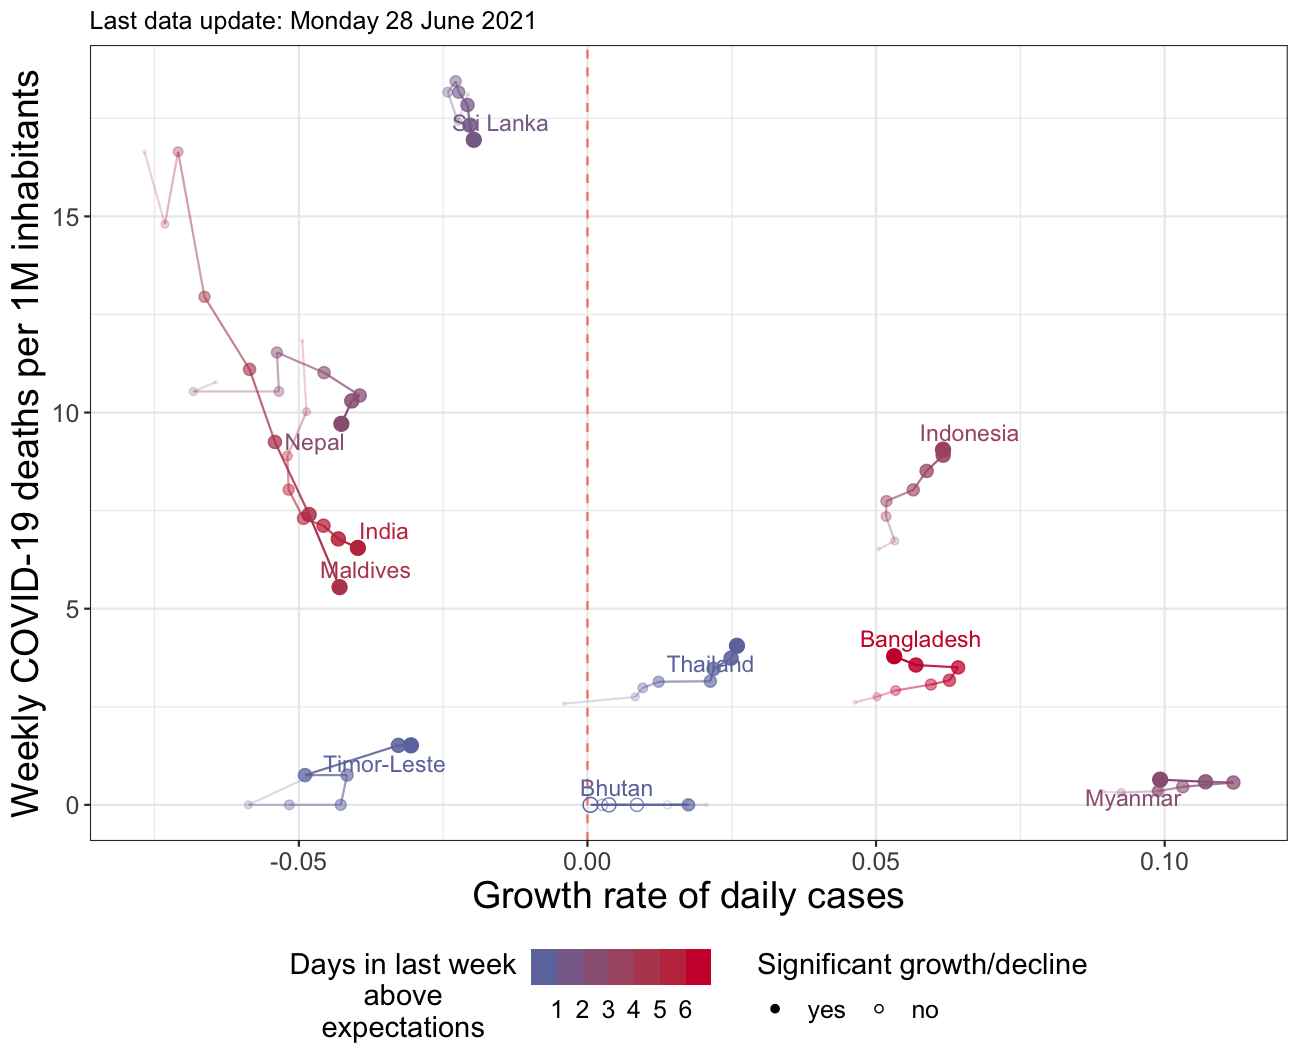 Last data update: Monday 28 June 2021
Weekly COVID-19 deaths per 1M inhabitants
15
10
5
0
Sri Lanka
Nepal
Indonesia
India
Maldives
Bangladesh
Thailand
Timor-Leste
Bhutan
Myanmar
-0.05
0.00
0.05
0.10
Growth rate of daily cases
Days in last week
above
expectations
1 2 3 4 5 6
Significant growth/decline
yes
no